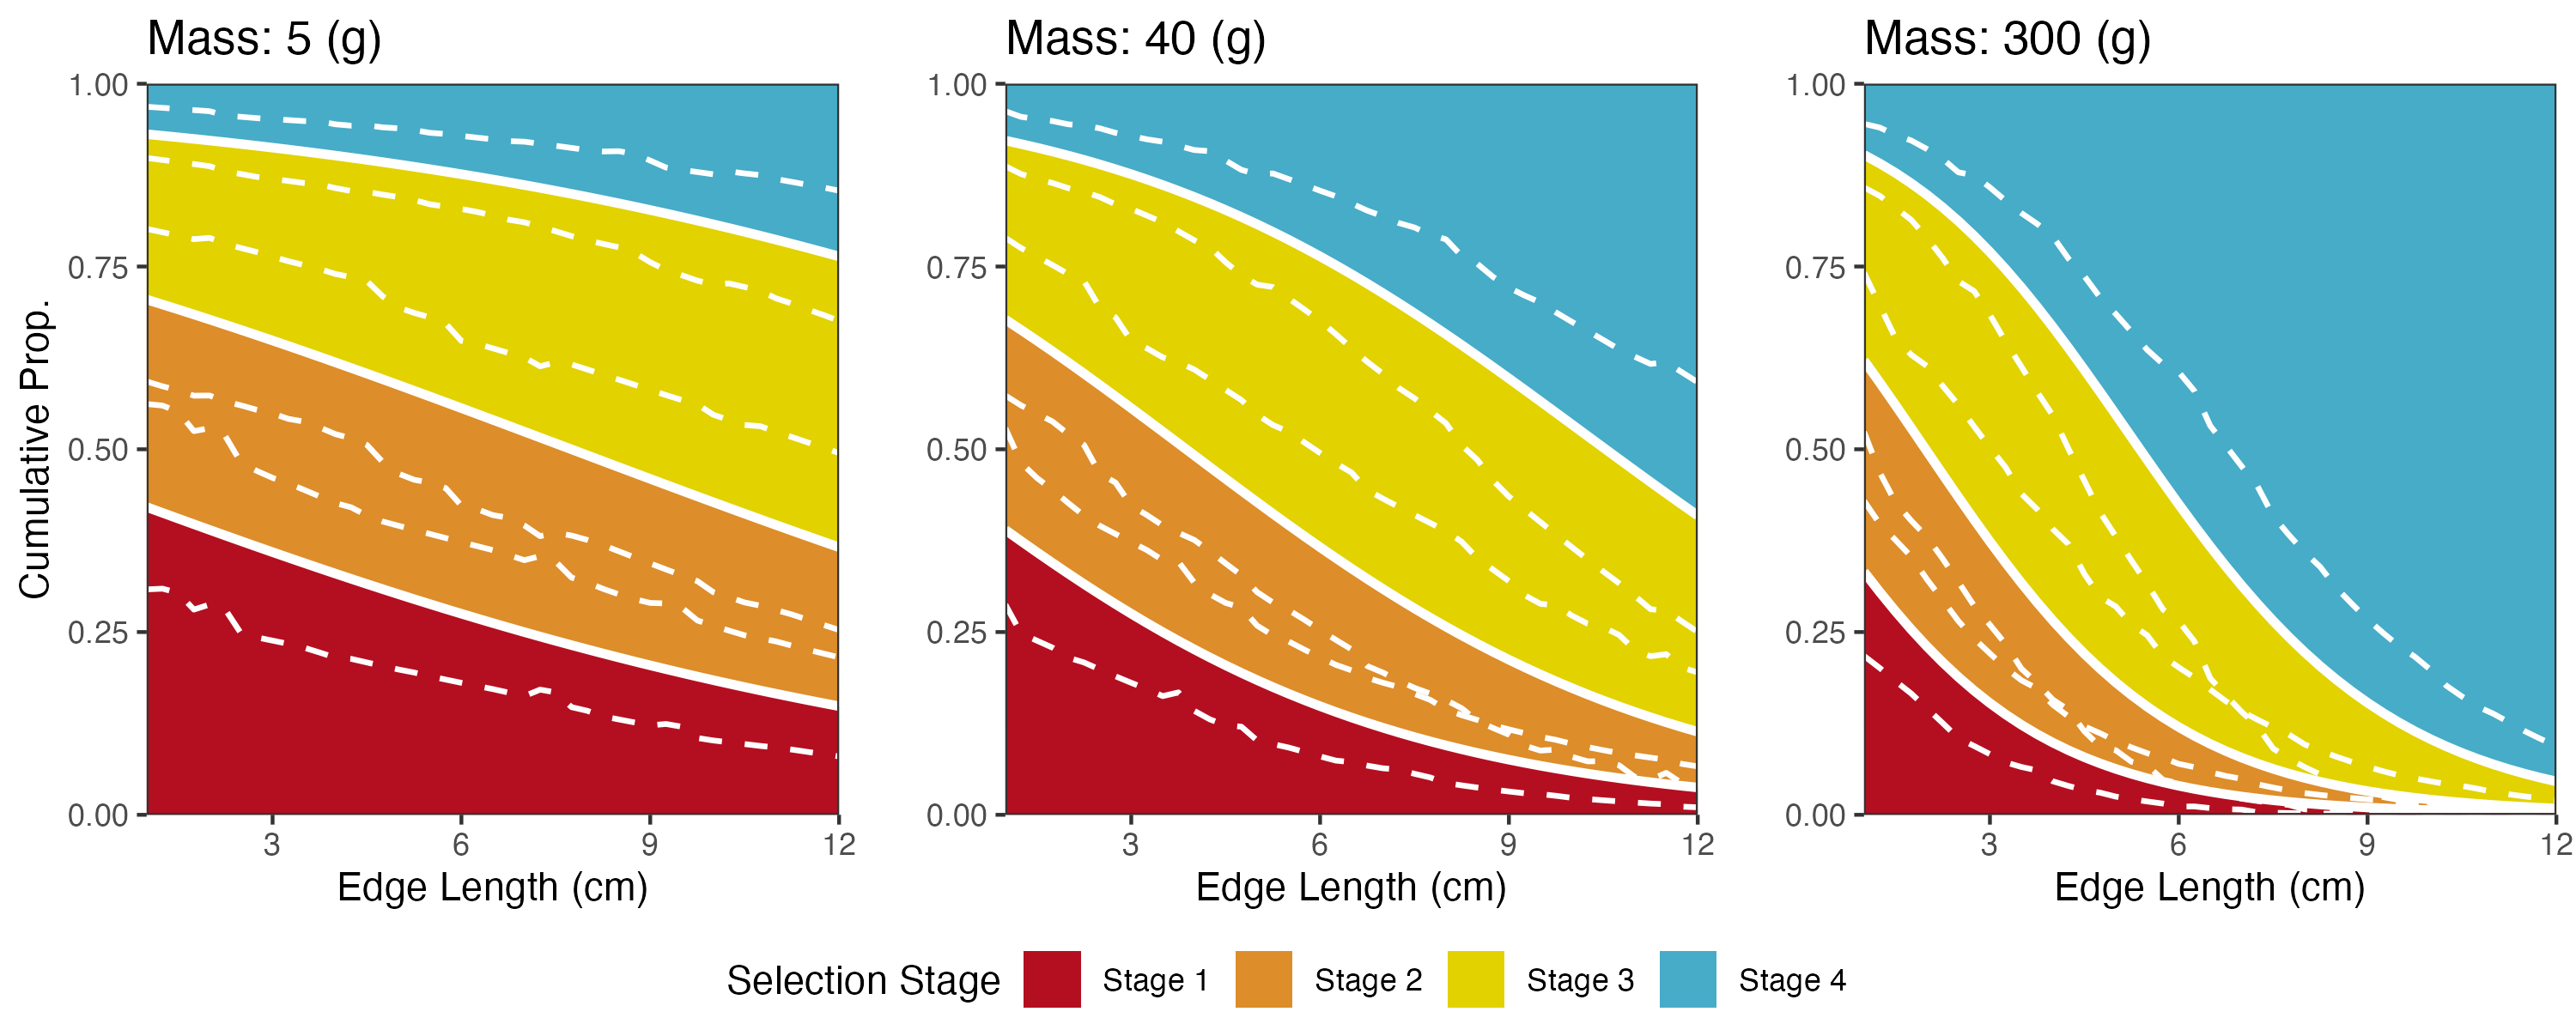 Mass: 5 (g)
Mass: 40 (g)
Mass: 300 (g)
Cumulative Prop.
1.00
0.75
0.50
0.25
0.00
3 6 9 12
Edge Length (cm)
1.00
0.75
0.50
0.25
0.00
3 6 9 12
Edge Length (cm)
1.00
0.75
0.50
0.25
0.00
3 6 9 12
Edge Length (cm)
Selection Stage Stage 1 Stage 2 Stage 3 Stage 4